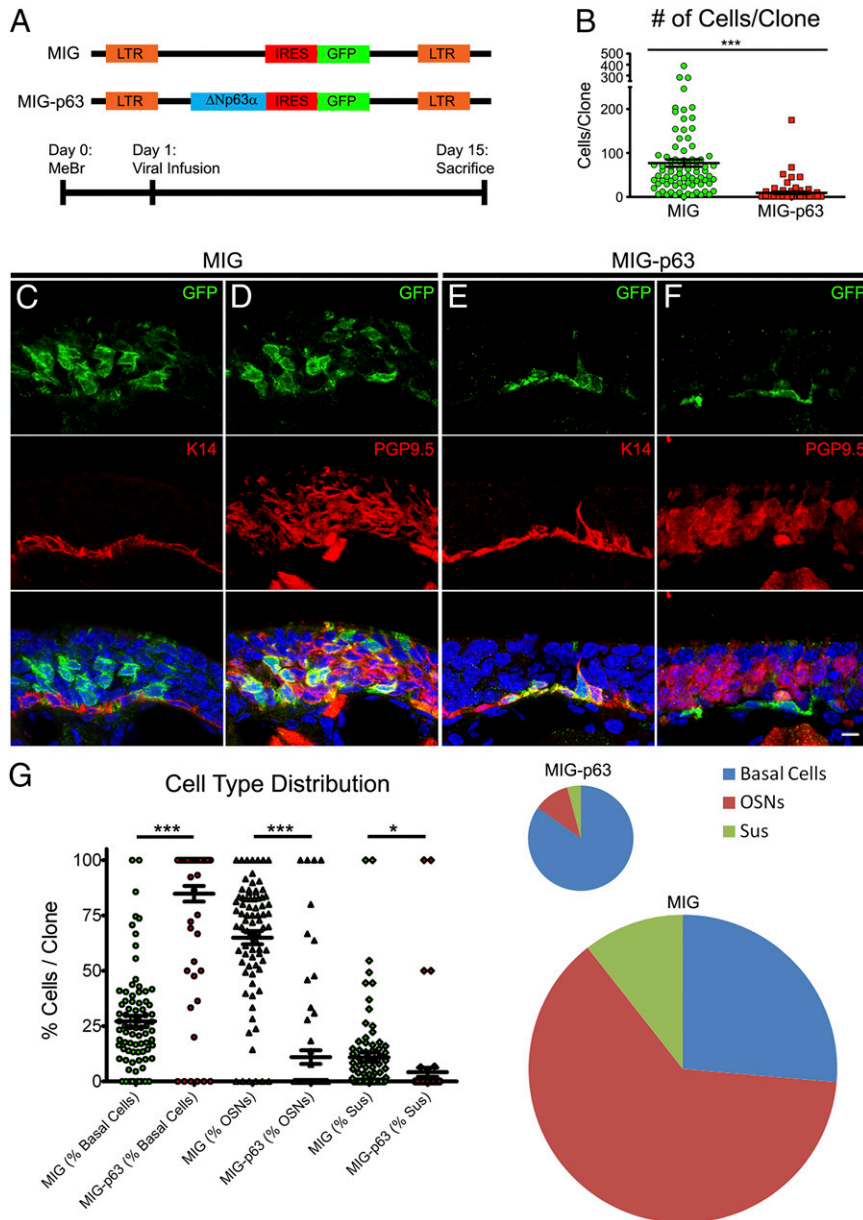 A
MIG
LTR
IRES
GFP
LTR
MIG-p63
LTR
ΔNp63α
IRES
GFP
LTR
Day 0:
MeBr
Day 1:
Viral Infusion
Day 15:
Sacrifice
B
# of Cells/Clone
***
Cells/Clone
500
400
300
200
100
0
MIG
MIG-p63
MIG
MIG-p63
C
GFP
D
GFP
E
GFP
F
GFP
K14
PGP9.5
K14
PGP9.5
G
Cell Type Distribution
***
***
*
% Cells / Clone
100
75
50
25
0
MIG (% Basal Cells)
MIG-p63 (% Basal Cells)
MIG (% OSNs)
MIG-p63 (% OSNs)
MIG (% Sus)
MIG-p63 (% Sus)
MIG-p63
Basal Cells
OSNs
Sus
MIG